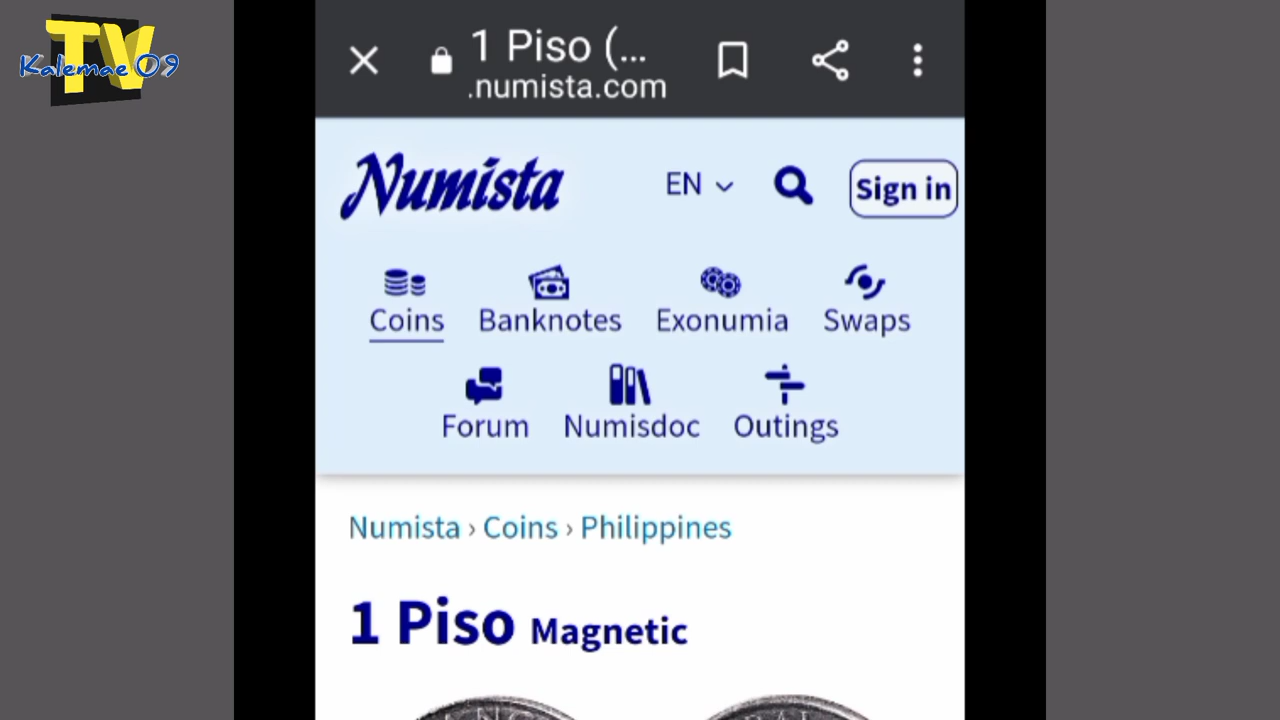 TV
Kalemae 09
1 Piso (...
.numista.com
Numista
EN
Sign in
Coins Banknotes Exonumia Swaps
Forum Numisdoc Outings
Numista › Coins › Philippines
1 Piso Magnetic